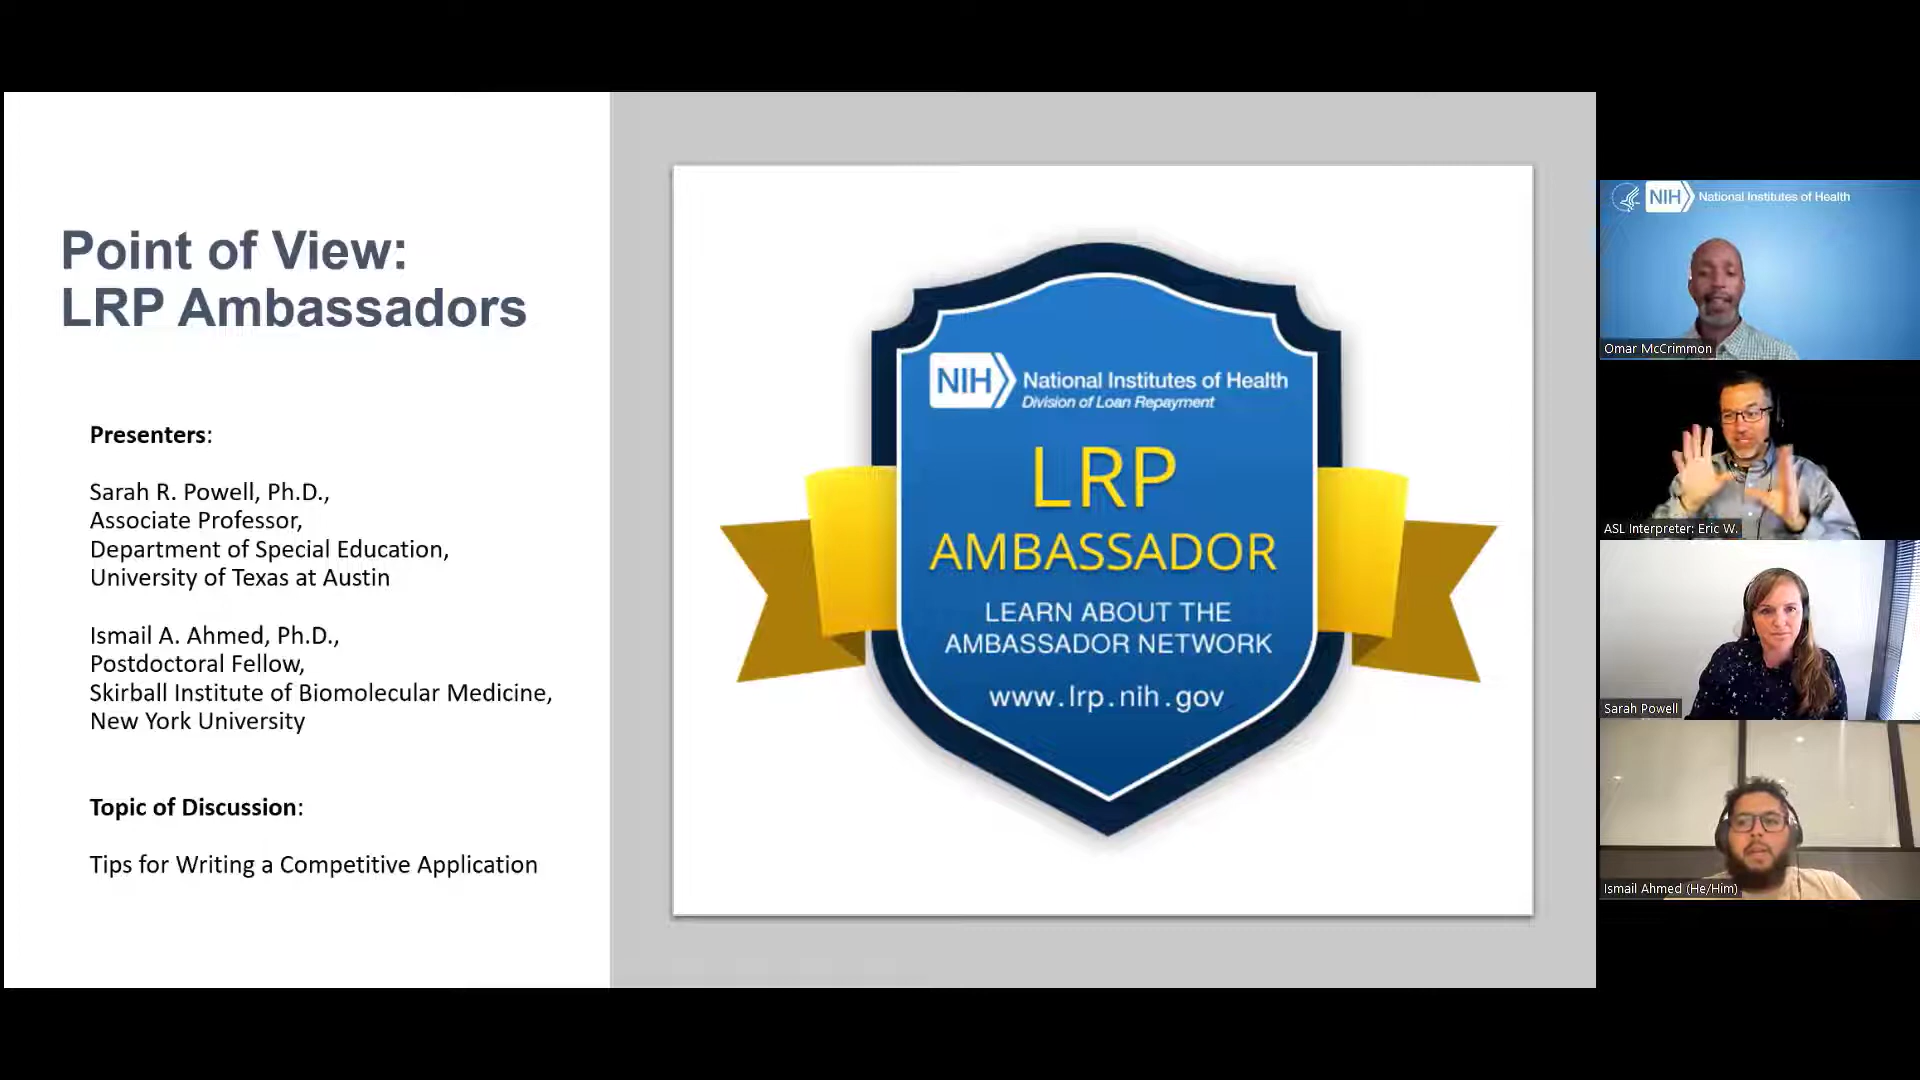 Point of View:
LRP Ambassadors
Presenters:
Sarah R. Powell, Ph.D.,
Associate Professor,
Department of Special Education,
University of Texas at Austin
Ismail A. Ahmed, Ph.D.,
Postdoctoral Fellow,
Skirball Institute of Biomolecular Medicine,
New York University
Topic of Discussion:
Tips for Writing a Competitive Application
NIH National Institutes of Health
Division of Loan Repayment
LRP
AMBASSADOR
LEARN ABOUT THE
AMBASSADOR NETWORK
www.lrp.nih.gov
NIH National Institutes of Health
Omar McCrimmon
ASL Interpreter: Eric W.
Sarah Powell
Ismail Ahmed (He/Him)